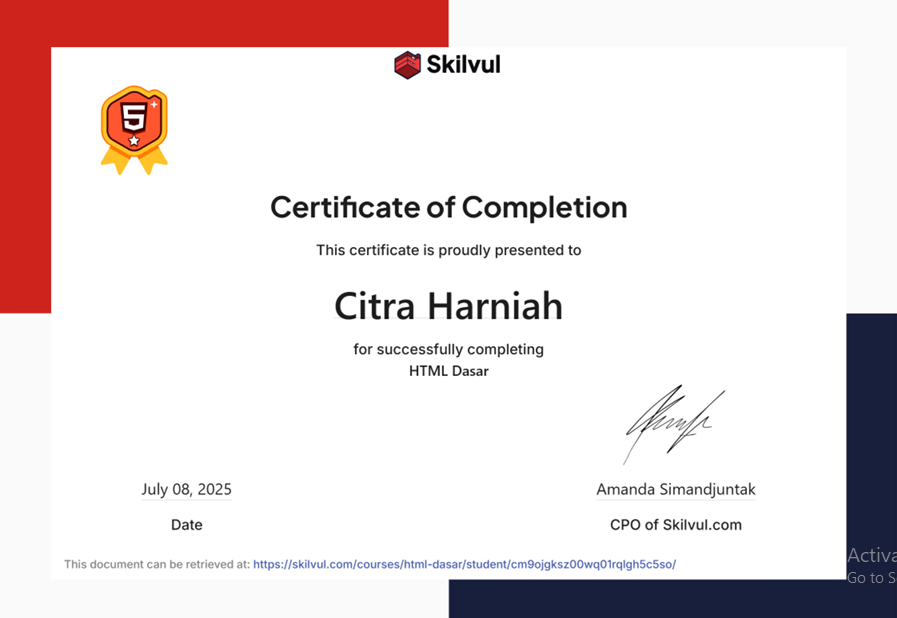 Skilvul
5
Certificate of Completion
This certificate is proudly presented to
Citra Harniah
for successfully completing
HTML Dasar
July 08, 2025
Amanda Simandjuntak
Date
CPO of Skilvul.com
This document can be retrieved at: https://skilvul.com/courses/html-dasar/student/cm9ojgksz00wq01rqlgh5c5so/
Activa
Go to S